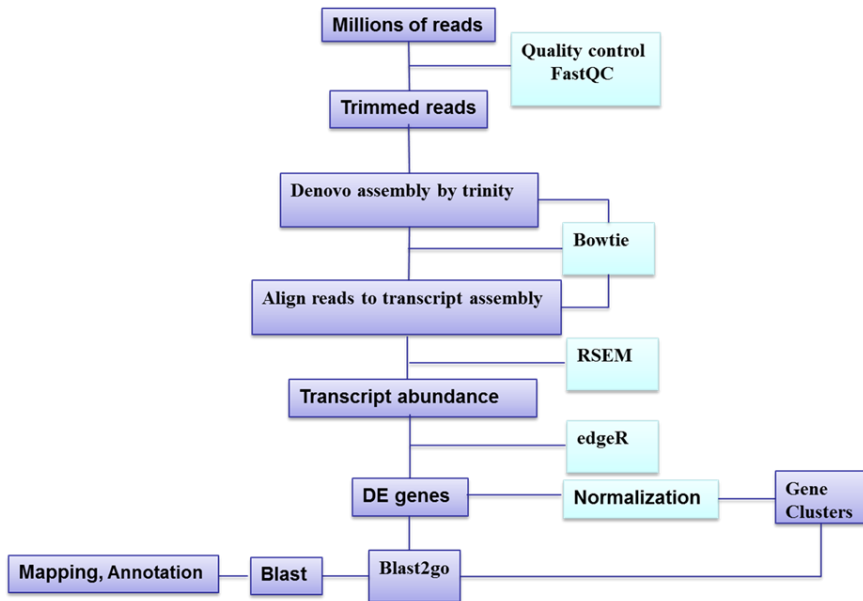 Millions of reads
Quality control
FastQC
Trimmed reads
Denovo assembly by trinity
Bowtie
Align reads to transcript assembly
RSEM
Transcript abundance
edgeR
DE genes
Normalization
Gene
Clusters
Mapping, Annotation
Blast
Blast2go